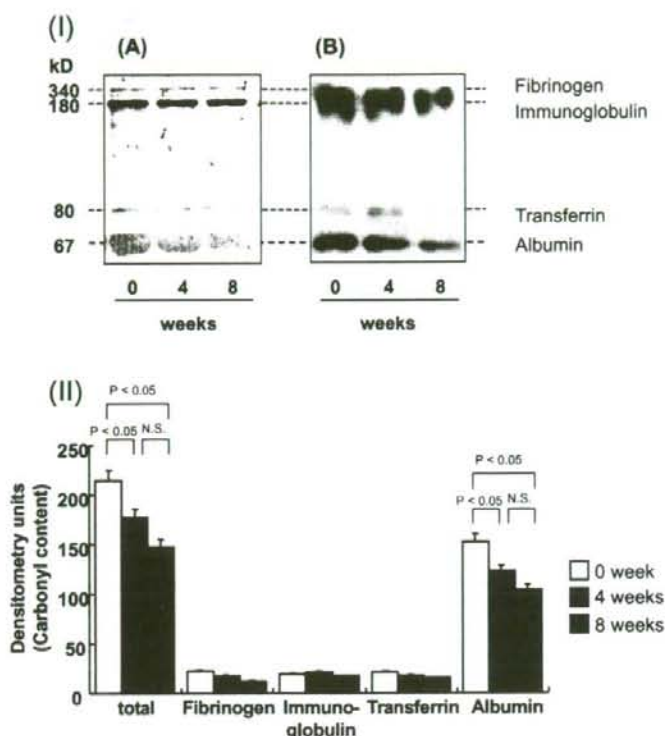 (I)
(A) (B)
kD
340 Fibrinogen
180 Immunoglobulin
80 Transferrin
67 Albumin
0 4 8 0 4 8
weeks weeks
(II)
P < 0.05
P < 0.05 N.S.
P < 0.05
P < 0.05 N.S.
Densitometry units
(Carbonyl content)
250
200
150
100
50
0
0 week
4 weeks
8 weeks
total Fibrinogen Immuno- Transferrin Albumin
globulin